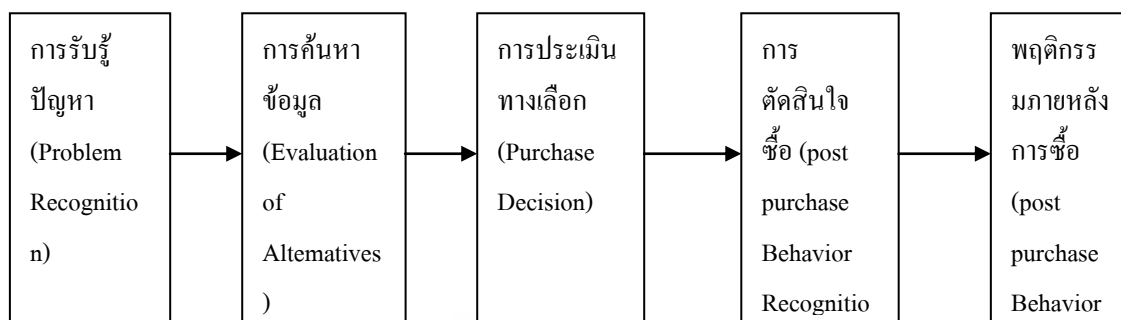 การรับรู้
ปัญหา
(Problem
Recognitio
n)
การค้นหา
ข้อมูล
(Evaluation
of
Altematives
)
การประเมิน
ทางเลือก
(Purchase
Decision)
การ
ตัดสินใจ
ซื้อ (post
purchase
Behavior
Recognitio
พฤติกรร
มภายหลัง
การซื้อ
(post
purchase
Behavior